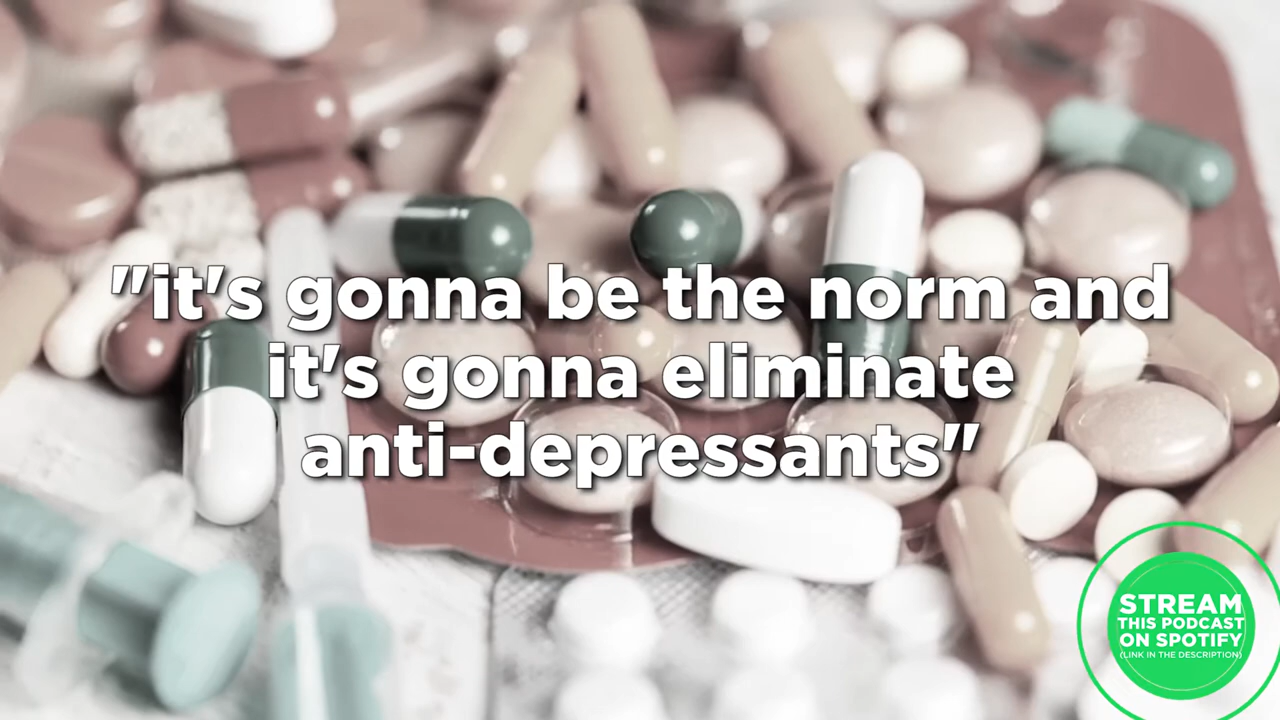 "it's gonna be the norm and
it's gonna eliminate
anti-depressants"
STREAM
THIS PODCAST
ON SPOTIFY
(LINK IN THE DESCRIPTION)